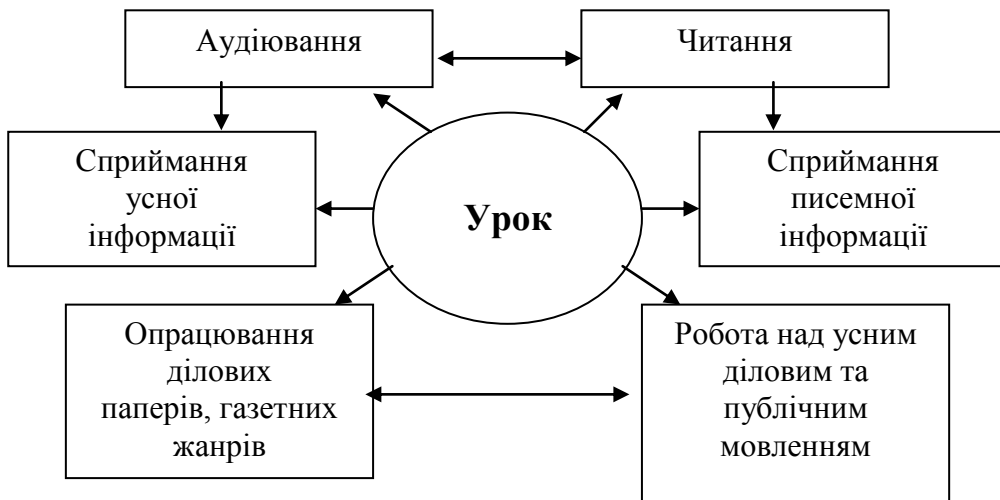 Аудіювання
Читання
Сприймання
усної
інформації
Урок
Сприймання
писемної
інформації
Опрацювання
ділових
паперів, газетних
жанрів
Робота над усним
діловим та
публічним
мовленням